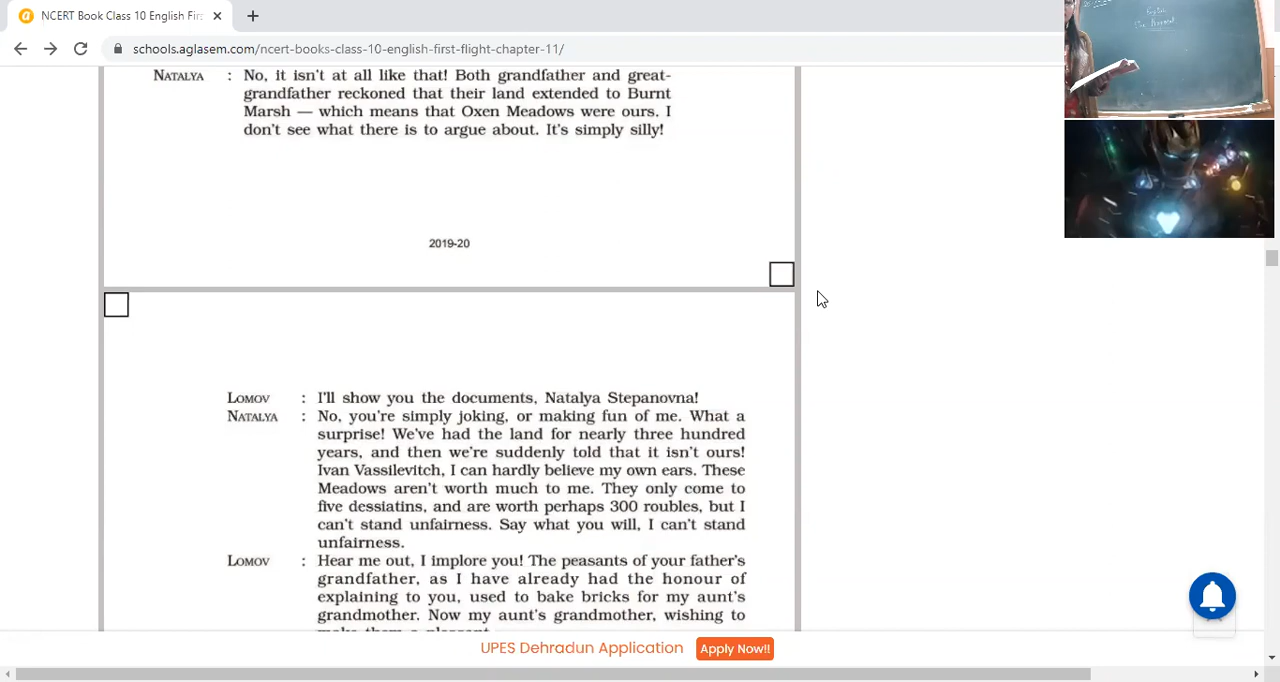 NCERT Book Class 10 English Firs
schools.aglasem.com/ncert-books-class-10-english-first-flight-chapter-11/
NATALYA : No, it isn't at all like that! Both grandfather and great-
grandfather reckoned that their land extended to Burnt
Marsh — which means that Oxen Meadows were ours. I
don't see what there is to argue about. It's simply silly!
2019-20
LOMOV : I'll show you the documents, Natalya Stepanovna!
NATALYA : No, you're simply joking, or making fun of me. What a
surprise! We've had the land for nearly three hundred
years, and then we're suddenly told that it isn't ours!
Ivan Vassilevitch, I can hardly believe my own ears. These
Meadows aren't worth much to me. They only come to
five dessiatins, and are worth perhaps 300 roubles, but I
can't stand unfairness. Say what you will, I can't stand
unfairness.
LOMOV : Hear me out, I implore you! The peasants of your father's
grandfather, as I have already had the honour of
explaining to you, used to bake bricks for my aunt's
grandmother. Now my aunt's grandmother, wishing to
make them a pleasant
UPES Dehradun Application Apply Now!!